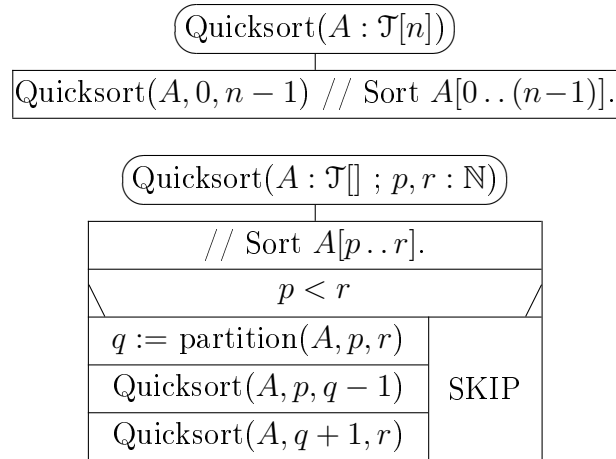 Quicksort(A : 𝒯[n])
Quicksort(A, 0, n − 1) // Sort A[0 . . (n−1)].
Quicksort(A : 𝒯[] ; p, r : ℕ)
// Sort A[p . . r].
p < r
q := partition(A, p, r)
Quicksort(A, p, q − 1)
SKIP
Quicksort(A, q + 1, r)